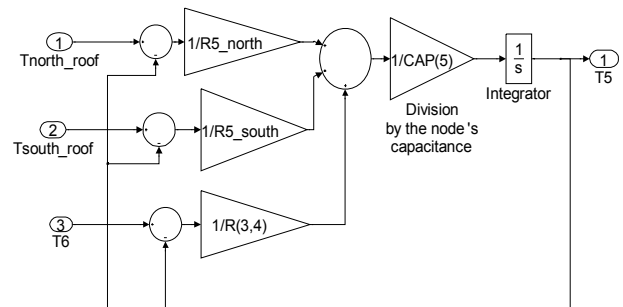 1
Tnorth_roof
1/R5_north
2
Tsouth_roof
1/R5_south
3
T6
1/R(3,4)
1/CAP(5)
Division
by the node's
capacitance
1
s
Integrator
1
T5